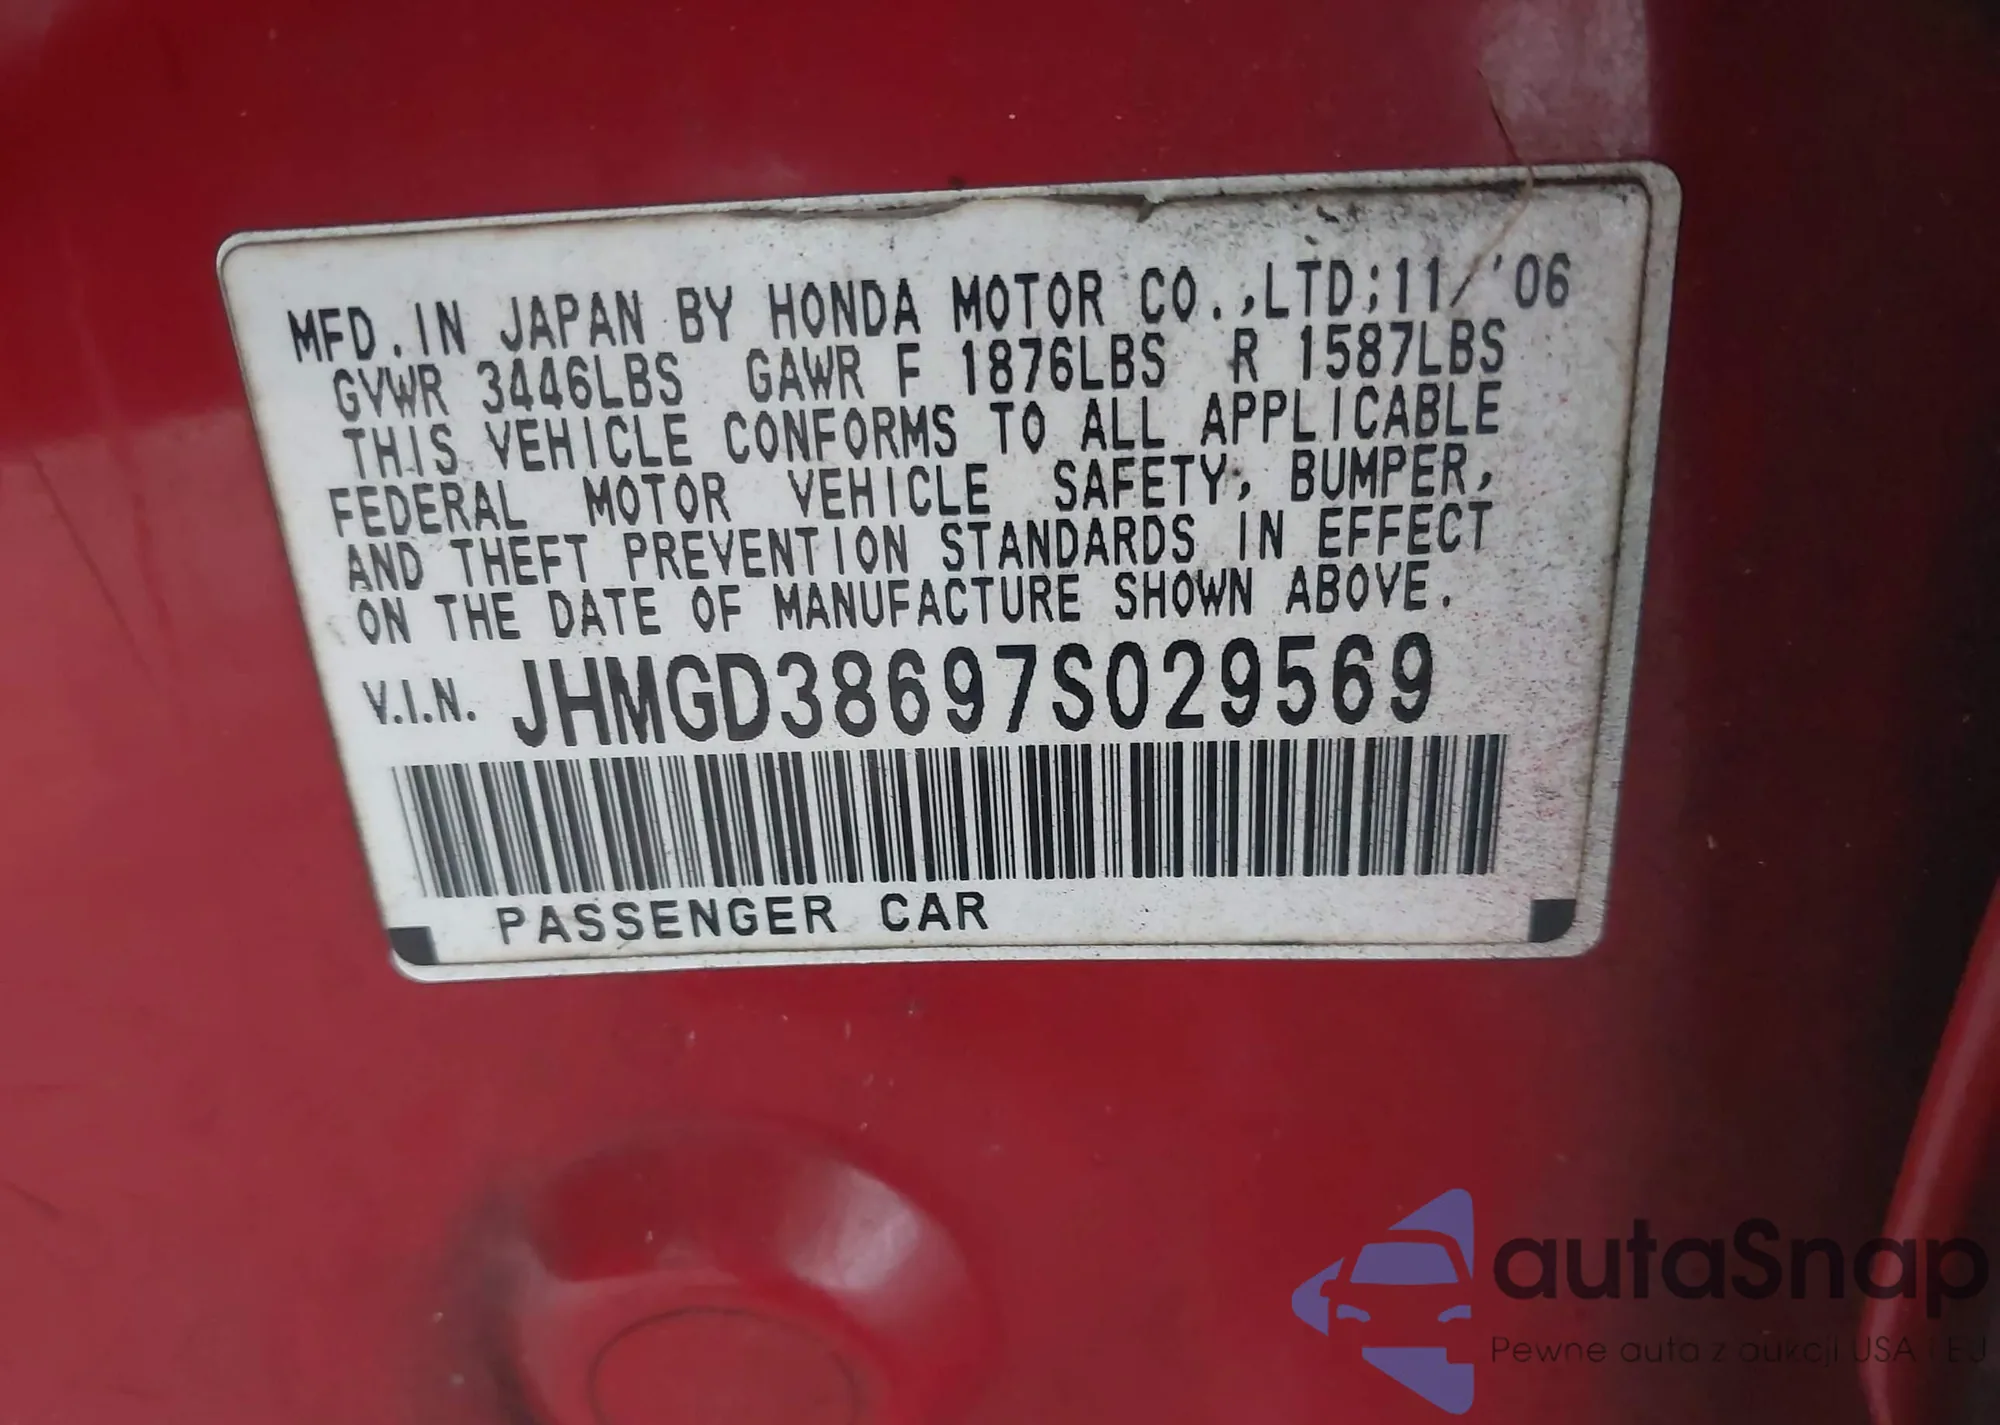 MFD. IN JAPAN BY HONDA MOTOR CO.,LTD;11/'06
GVWR 3446LBS GAWR F 1876LBS R 1587LBS
THIS VEHICLE CONFORMS TO ALL APPLICABLE
FEDERAL MOTOR VEHICLE SAFETY, BUMPER,
AND THEFT PREVENTION STANDARDS IN EFFECT
ON THE DATE OF MANUFACTURE SHOWN ABOVE.
V.I.N. JHMGD38697S029569
PASSENGER CAR
autaSnap
Pewne auta z aukcji USA i EU